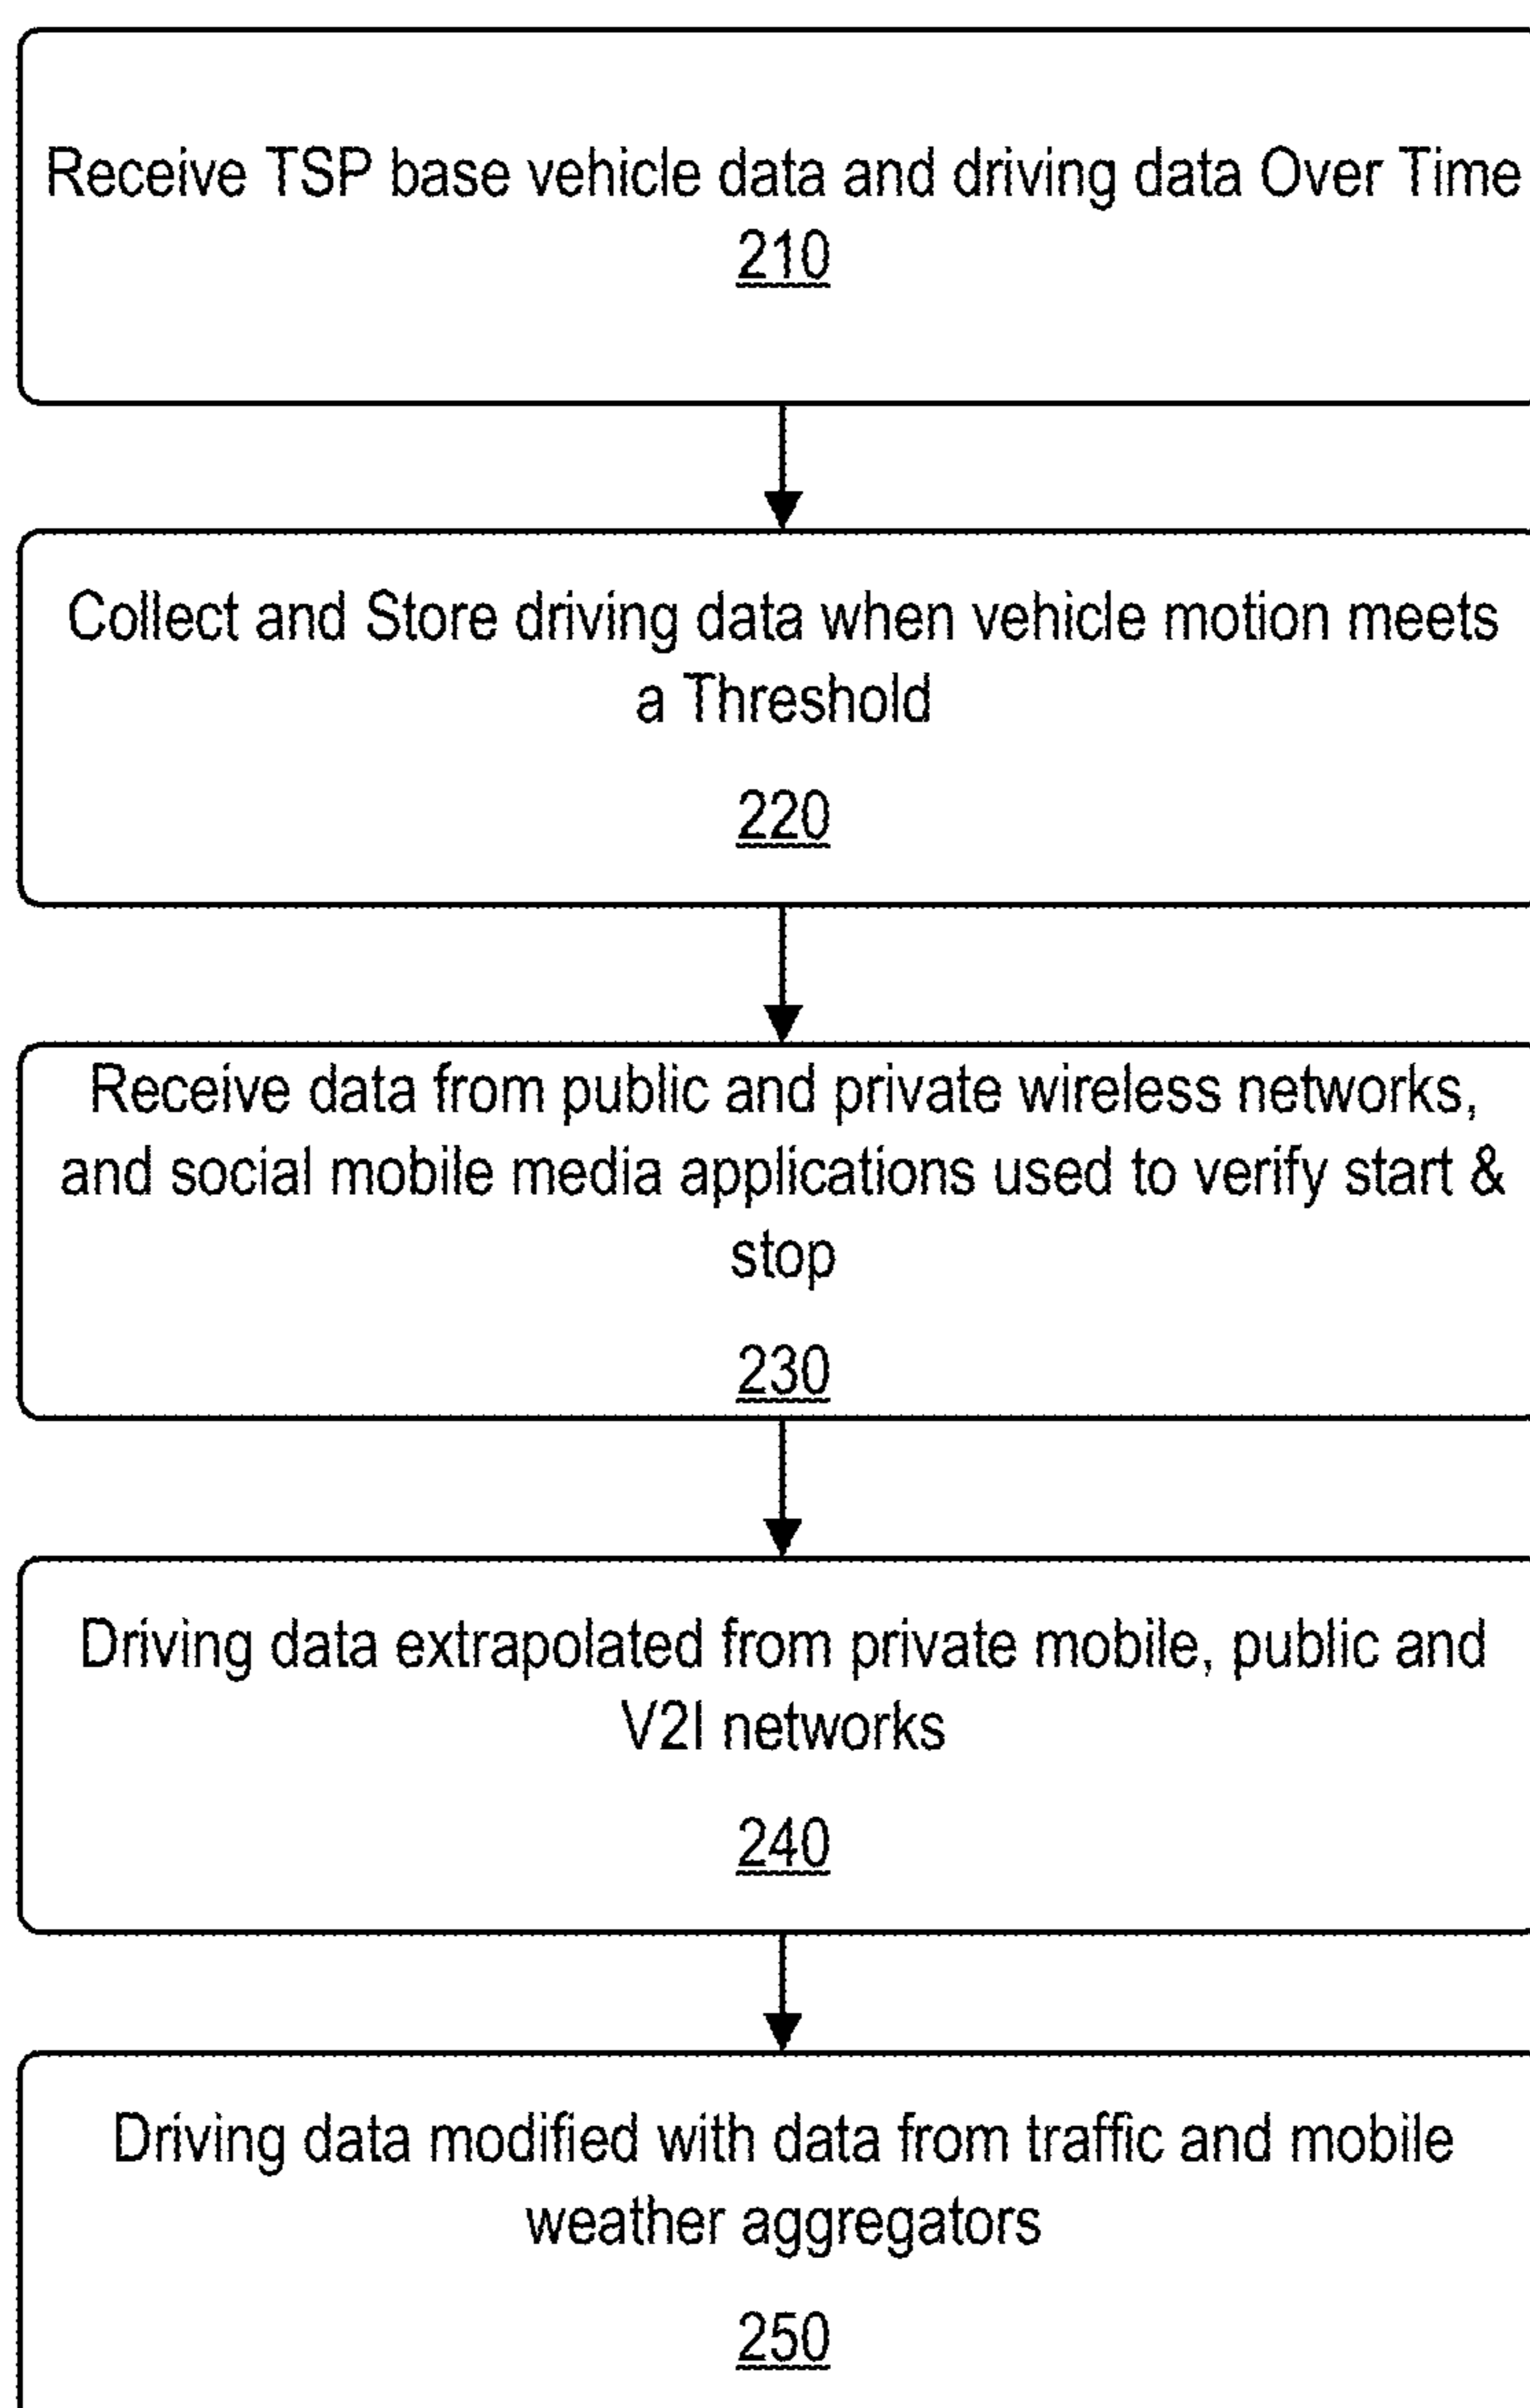 Receive TSP base vehicle data and driving data Over Time
210
Collect and Store driving data when vehicle motion meets
a Threshold
220
Receive data from public and private wireless networks,
and social mobile media applications used to verify start &
stop
230
Driving data extrapolated from private mobile, public and
V2I networks
240
Driving data modified with data from traffic and mobile
weather aggregators
250